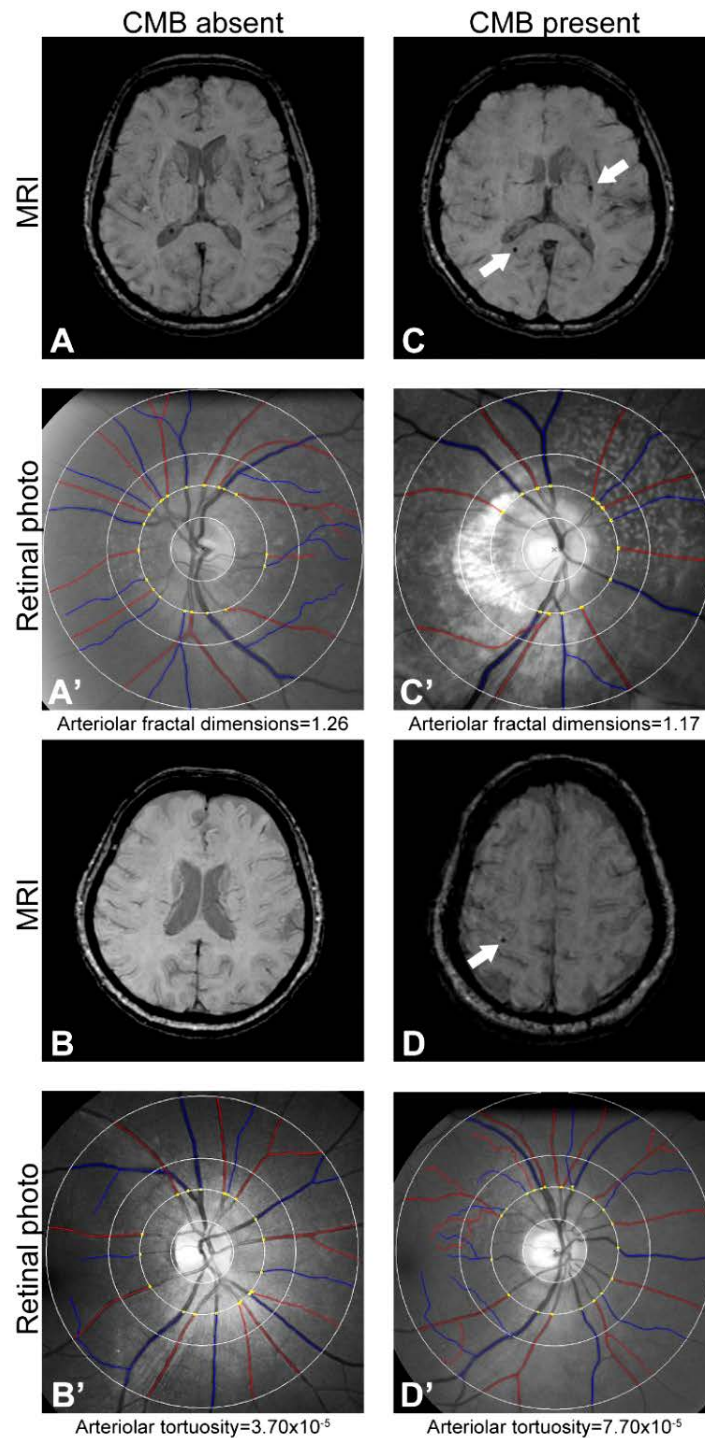 CMB absent
CMB present
MRI
A
C
Retinal photo
A'
C'
Arteriolar fractal dimensions=1.26
Arteriolar fractal dimensions=1.17
MRI
B
D
Retinal photo
B'
D'
Arteriolar tortuosity=3.70x10⁻⁵
Arteriolar tortuosity=7.70x10⁻⁵